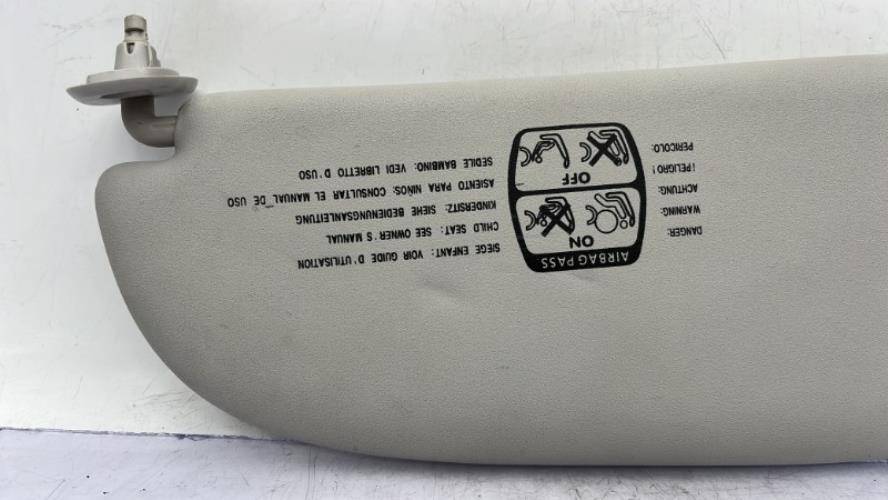 DANGER:
WARNING:
ACHTUNG:
¡ PELIGRO !
PERICOLO:
AIRBAG PASS
ON
OFF
SIEGE ENFANT: VOIR GUIDE D'UTILISATION
CHILD SEAT: SEE OWNER'S MANUAL
KINDERSITZ: SIEHE BEDIENUNGSANLEITUNG
ASIENTO PARA NIÑOS: CONSULTAR EL MANUAL DE USO
SEDILE BAMBINO: VEDI LIBRETTO D'USO